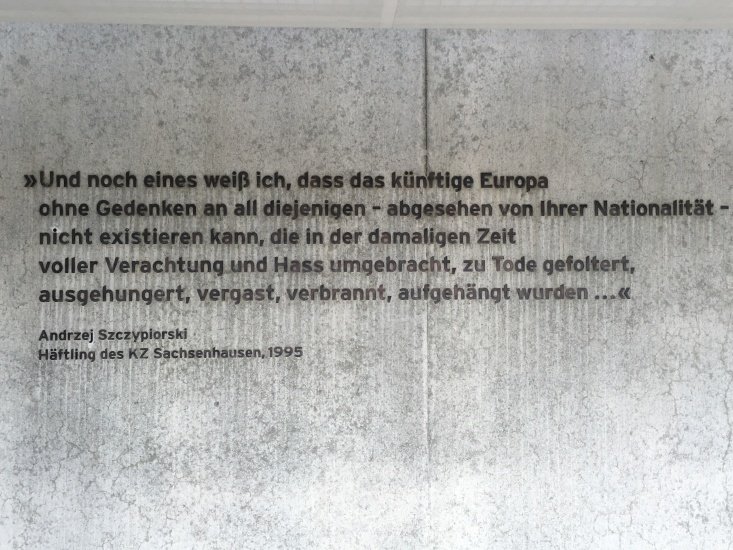 »Und noch eines weiß ich, dass das künftige Europa
ohne Gedenken an all diejenigen – abgesehen von Ihrer Nationalität –
nicht existieren kann, die in der damaligen Zeit
voller Verachtung und Hass umgebracht, zu Tode gefoltert,
ausgehungert, vergast, verbrannt, aufgehängt wurden ...«
Andrzej Szczypiorski
Häftling des KZ Sachsenhausen, 1995